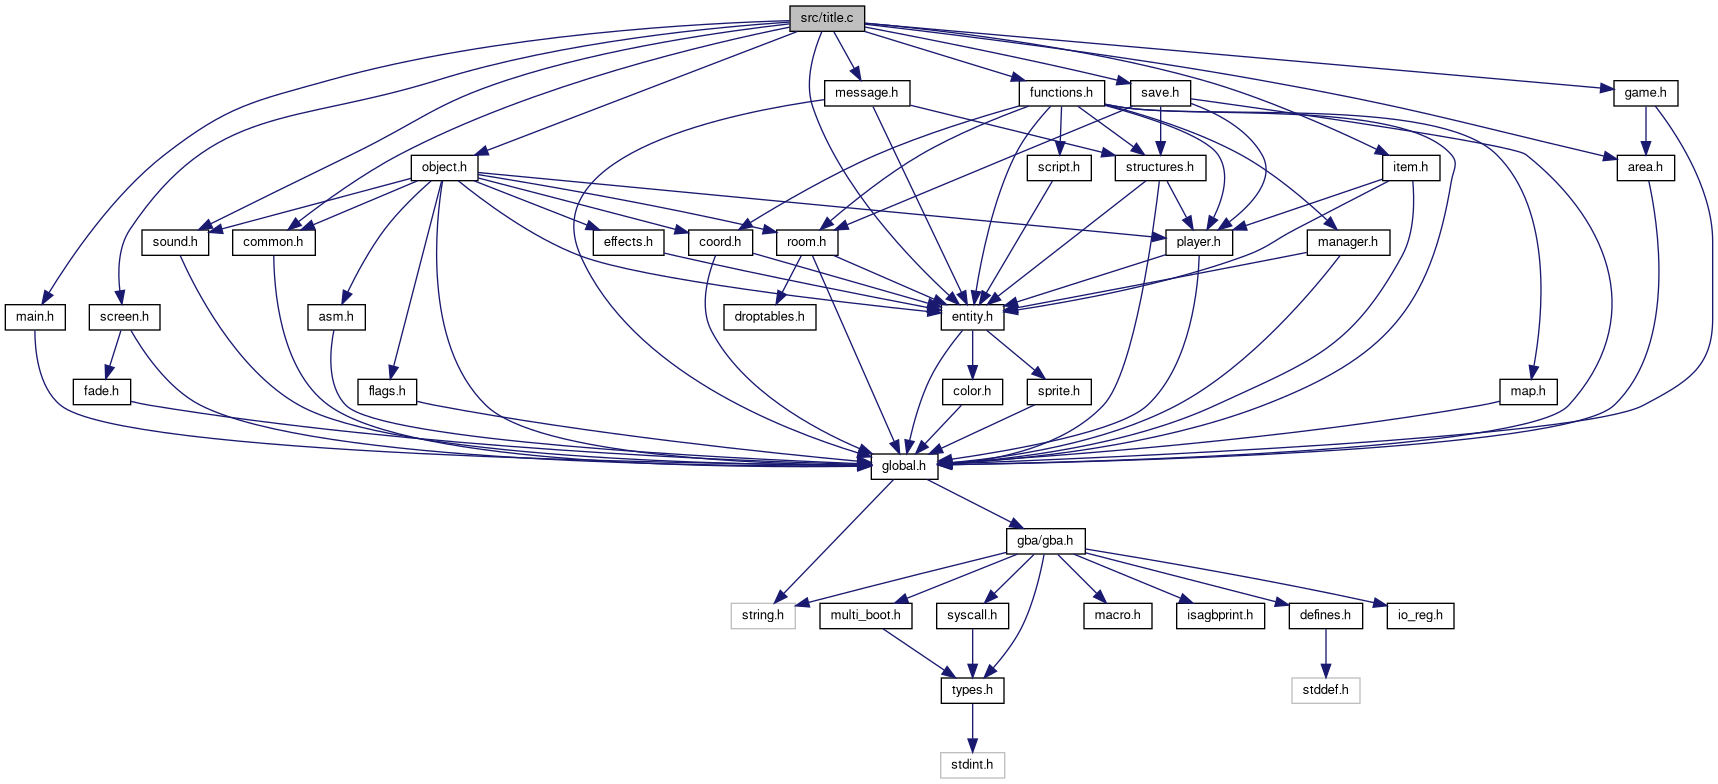 src/title.c
message.h
functions.h
save.h
game.h
object.h
script.h
structures.h
item.h
area.h
sound.h
common.h
effects.h
coord.h
room.h
player.h
manager.h
main.h
screen.h
asm.h
droptables.h
entity.h
fade.h
flags.h
color.h
sprite.h
map.h
global.h
gba/gba.h
string.h
multi_boot.h
syscall.h
macro.h
isagbprint.h
defines.h
io_reg.h
types.h
stddef.h
stdint.h